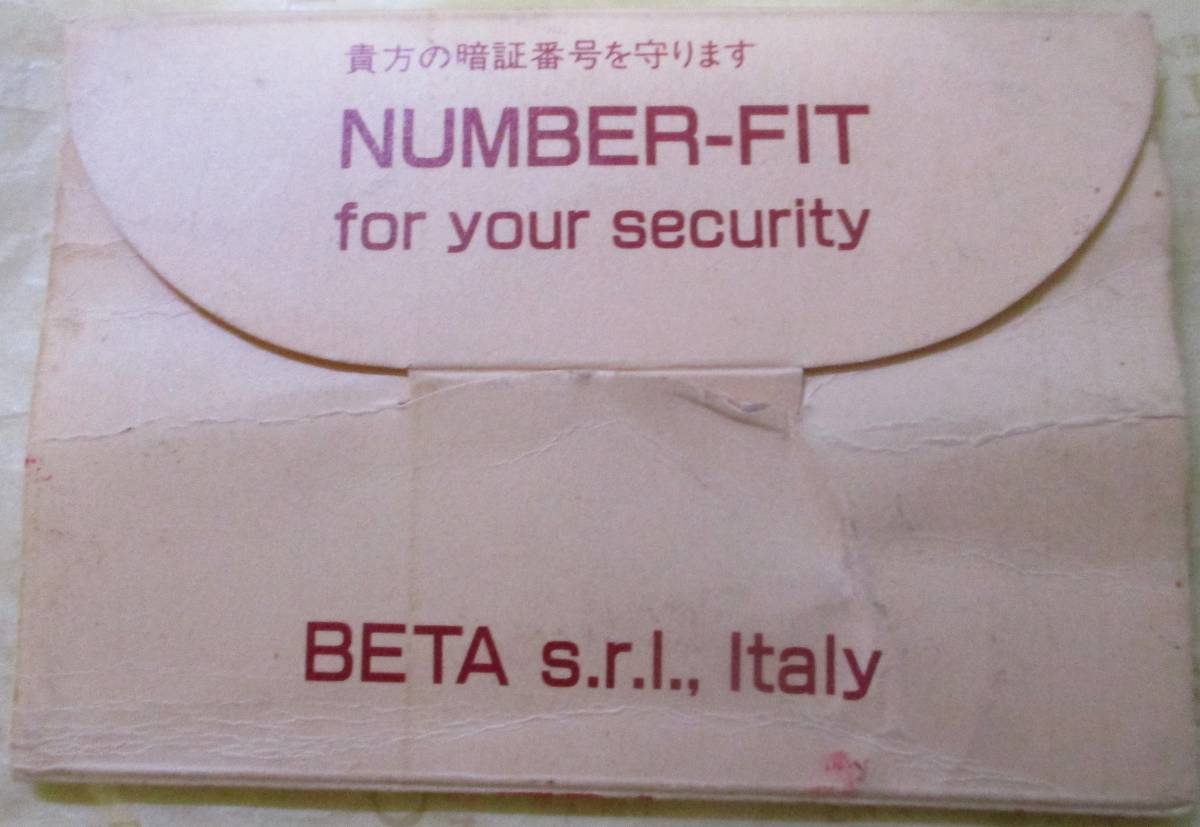 貴方の暗証番号を守ります
NUMBER-FIT
for your security
BETA s.r.l., Italy